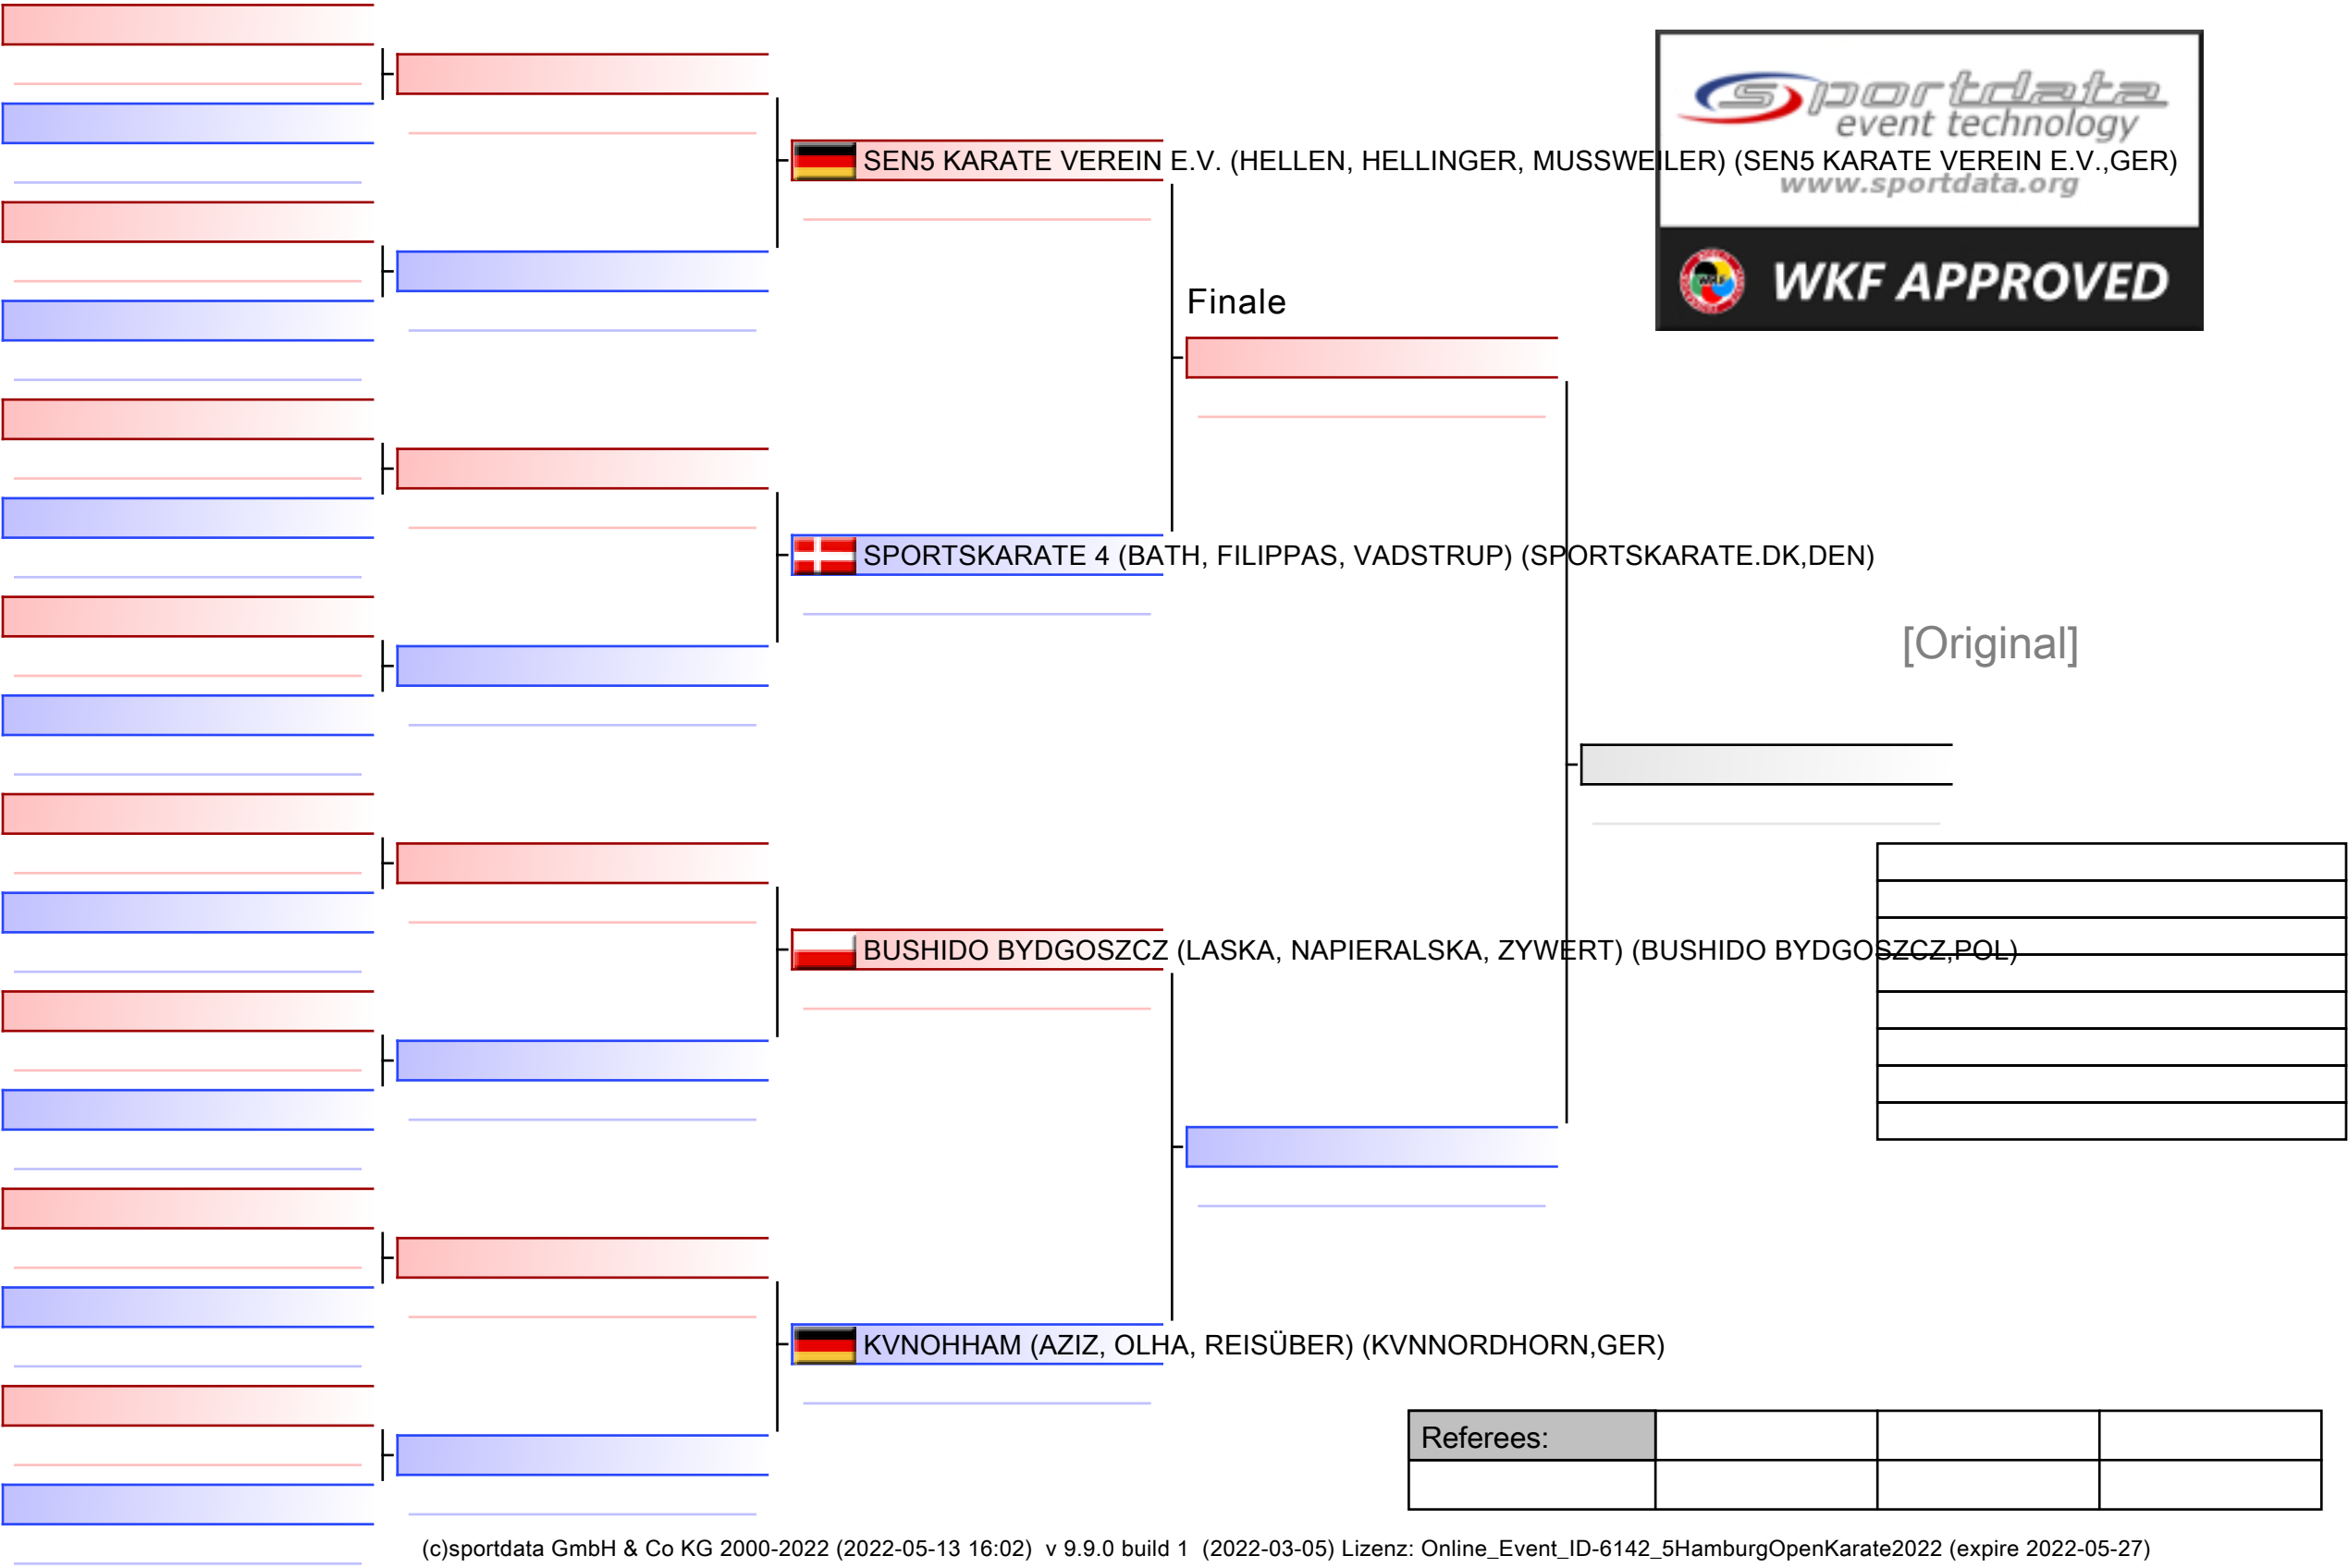 sportdata
event technology
SEN5 KARATE VEREIN E.V. (HELLEN, HELLINGER, MUSSWEILER) (SEN5 KARATE VEREIN E.V.,GER)
www.sportdata.org
WKF
WKF APPROVED
Finale
SPORTSKARATE 4 (BATH, FILIPPAS, VADSTRUP) (SPORTSKARATE.DK,DEN)
[Original]
BUSHIDO BYDGOSZCZ (LASKA, NAPIERALSKA, ZYWERT) (BUSHIDO BYDGOSZCZ,POL)
KVNOHHAM (AZIZ, OLHA, REISÜBER) (KVNNORDHORN,GER)
Referees:
(c)sportdata GmbH & Co KG 2000-2022 (2022-05-13 16:02) v 9.9.0 build 1 (2022-03-05) Lizenz: Online_Event_ID-6142_5HamburgOpenKarate2022 (expire 2022-05-27)